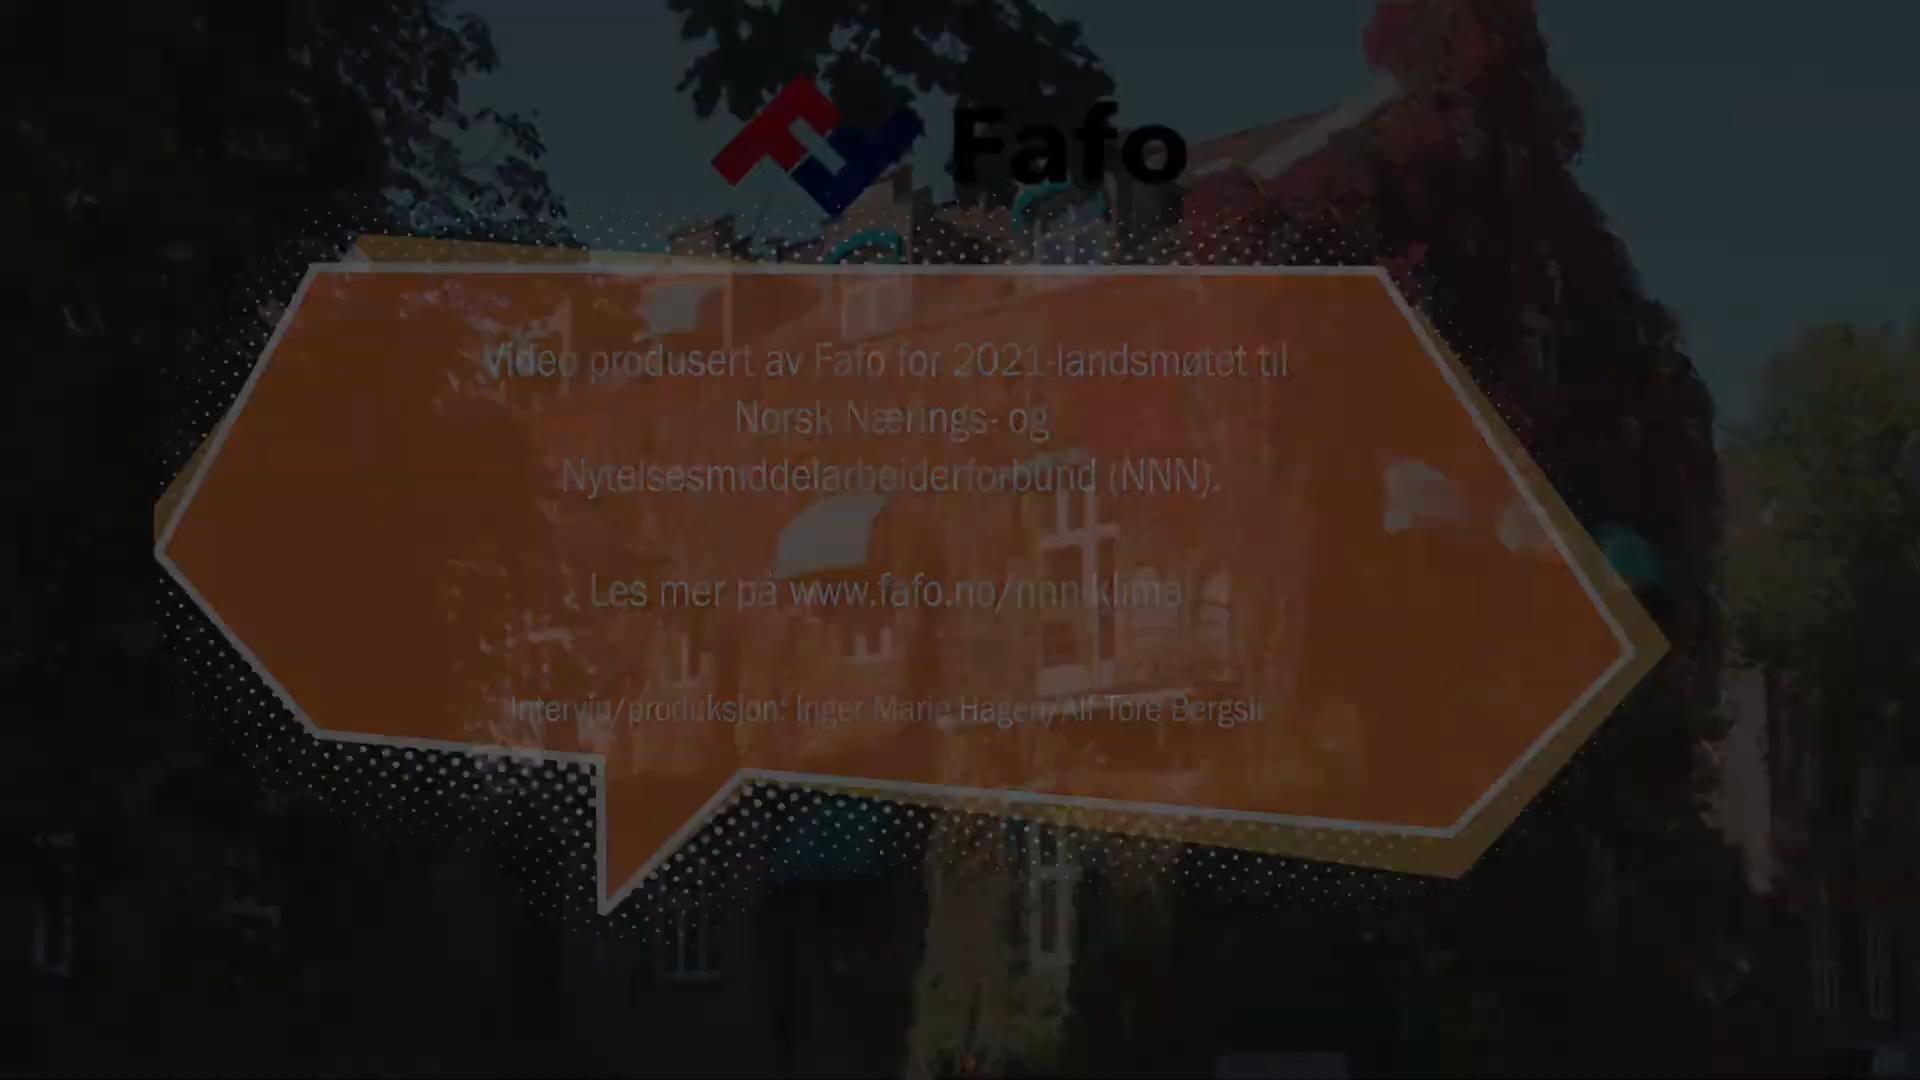 Fafo
Video produsert av Fafo for 2021-landsmøtet til
Norsk Nærings- og
Nytelsesmiddelarbeiderforbund (NNN).
Les mer på www.fafo.no/nnn-klima
Intervju/produksjon: Inger Marie Hagen/Alf Tore Bergsli